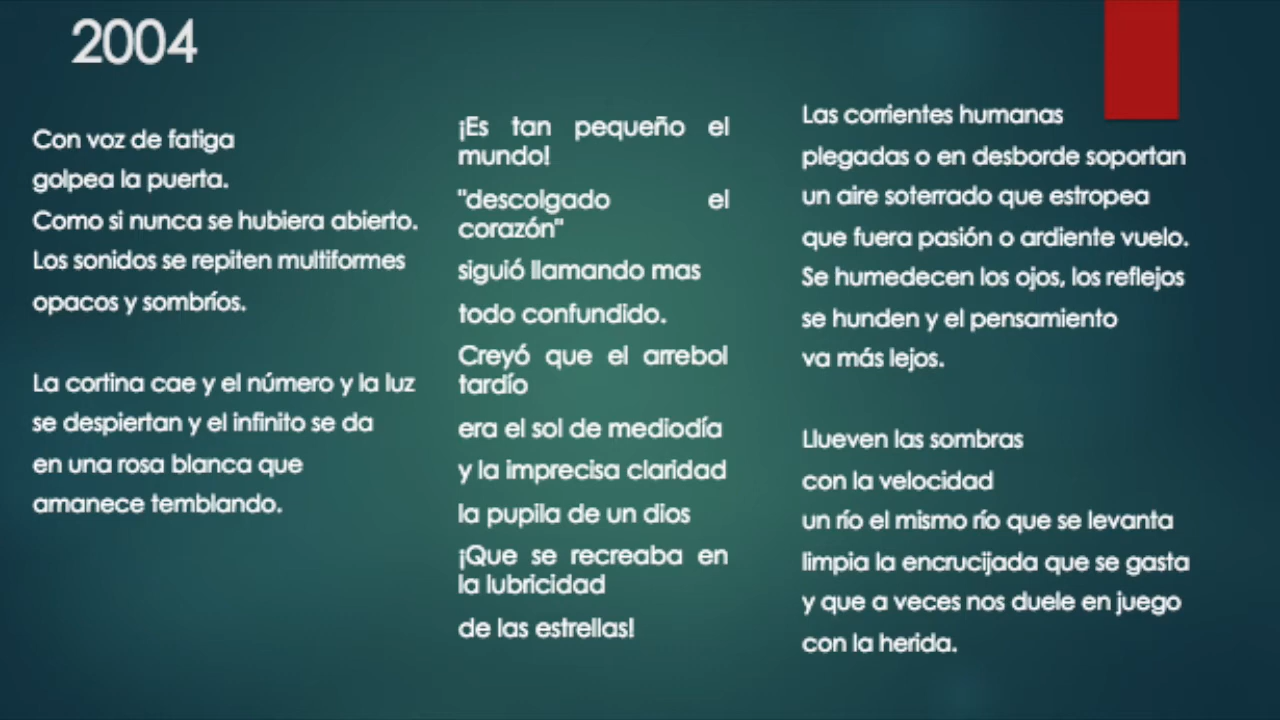 2004
Con voz de fatiga
golpea la puerta.
Como si nunca se hubiera abierto.
Los sonidos se repiten multiformes
opacos y sombríos.
La cortina cae y el número y la luz
se despiertan y el infinito se da
en una rosa blanca que
amanece temblando.
¡Es tan pequeño el
mundo!
"descolgado el
corazón"
siguió llamando mas
todo confundido.
Creyó que el arrebol
tardío
era el sol de mediodía
y la imprecisa claridad
la pupila de un dios
¡Que se recreaba en
la lubricidad
de las estrellas!
Las corrientes humanas
plegadas o en desborde soportan
un aire soterrado que estropea
que fuera pasión o ardiente vuelo.
Se humedecen los ojos, los reflejos
se hunden y el pensamiento
va más lejos.
Llueven las sombras
con la velocidad
un río el mismo río que se levanta
limpia la encrucijada que se gasta
y que a veces nos duele en juego
con la herida.